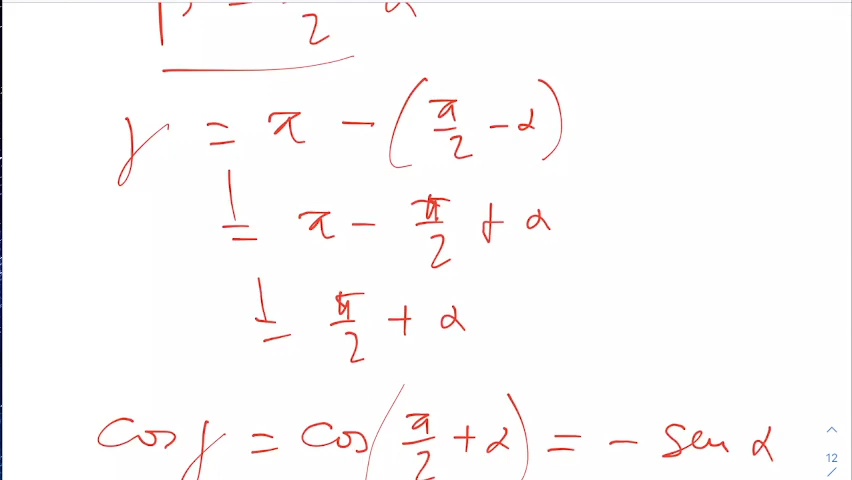 γ = π − (π/2 − α)
= π − π/2 + α
= π/2 + α
cos γ = cos(π/2 + α) = − sen α
12